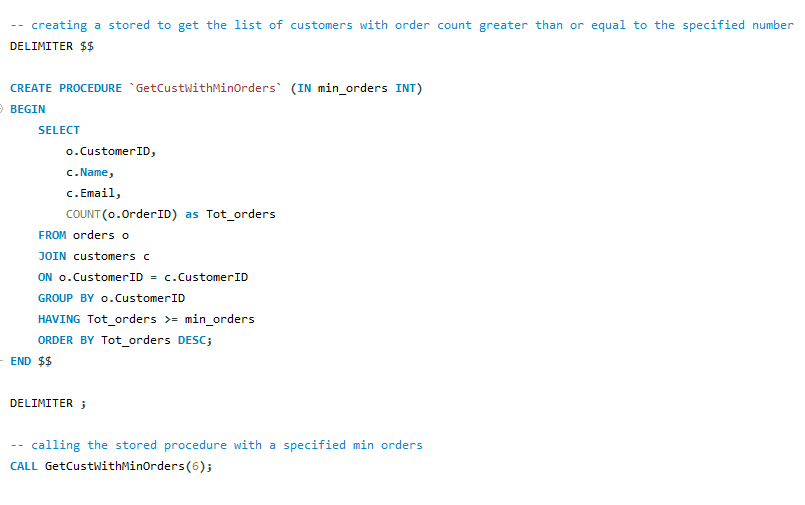 -- creating a stored to get the list of customers with order count greater than or equal to the specified number
DELIMITER $$
CREATE PROCEDURE `GetCustWithMinOrders` (IN min_orders INT)
BEGIN
SELECT
o.CustomerID,
c.Name,
c.Email,
COUNT(o.OrderID) as Tot_orders
FROM orders o
JOIN customers c
ON o.CustomerID = c.CustomerID
GROUP BY o.CustomerID
HAVING Tot_orders >= min_orders
ORDER BY Tot_orders DESC;
END $$
DELIMITER ;
-- calling the stored procedure with a specified min orders
CALL GetCustWithMinOrders(6);